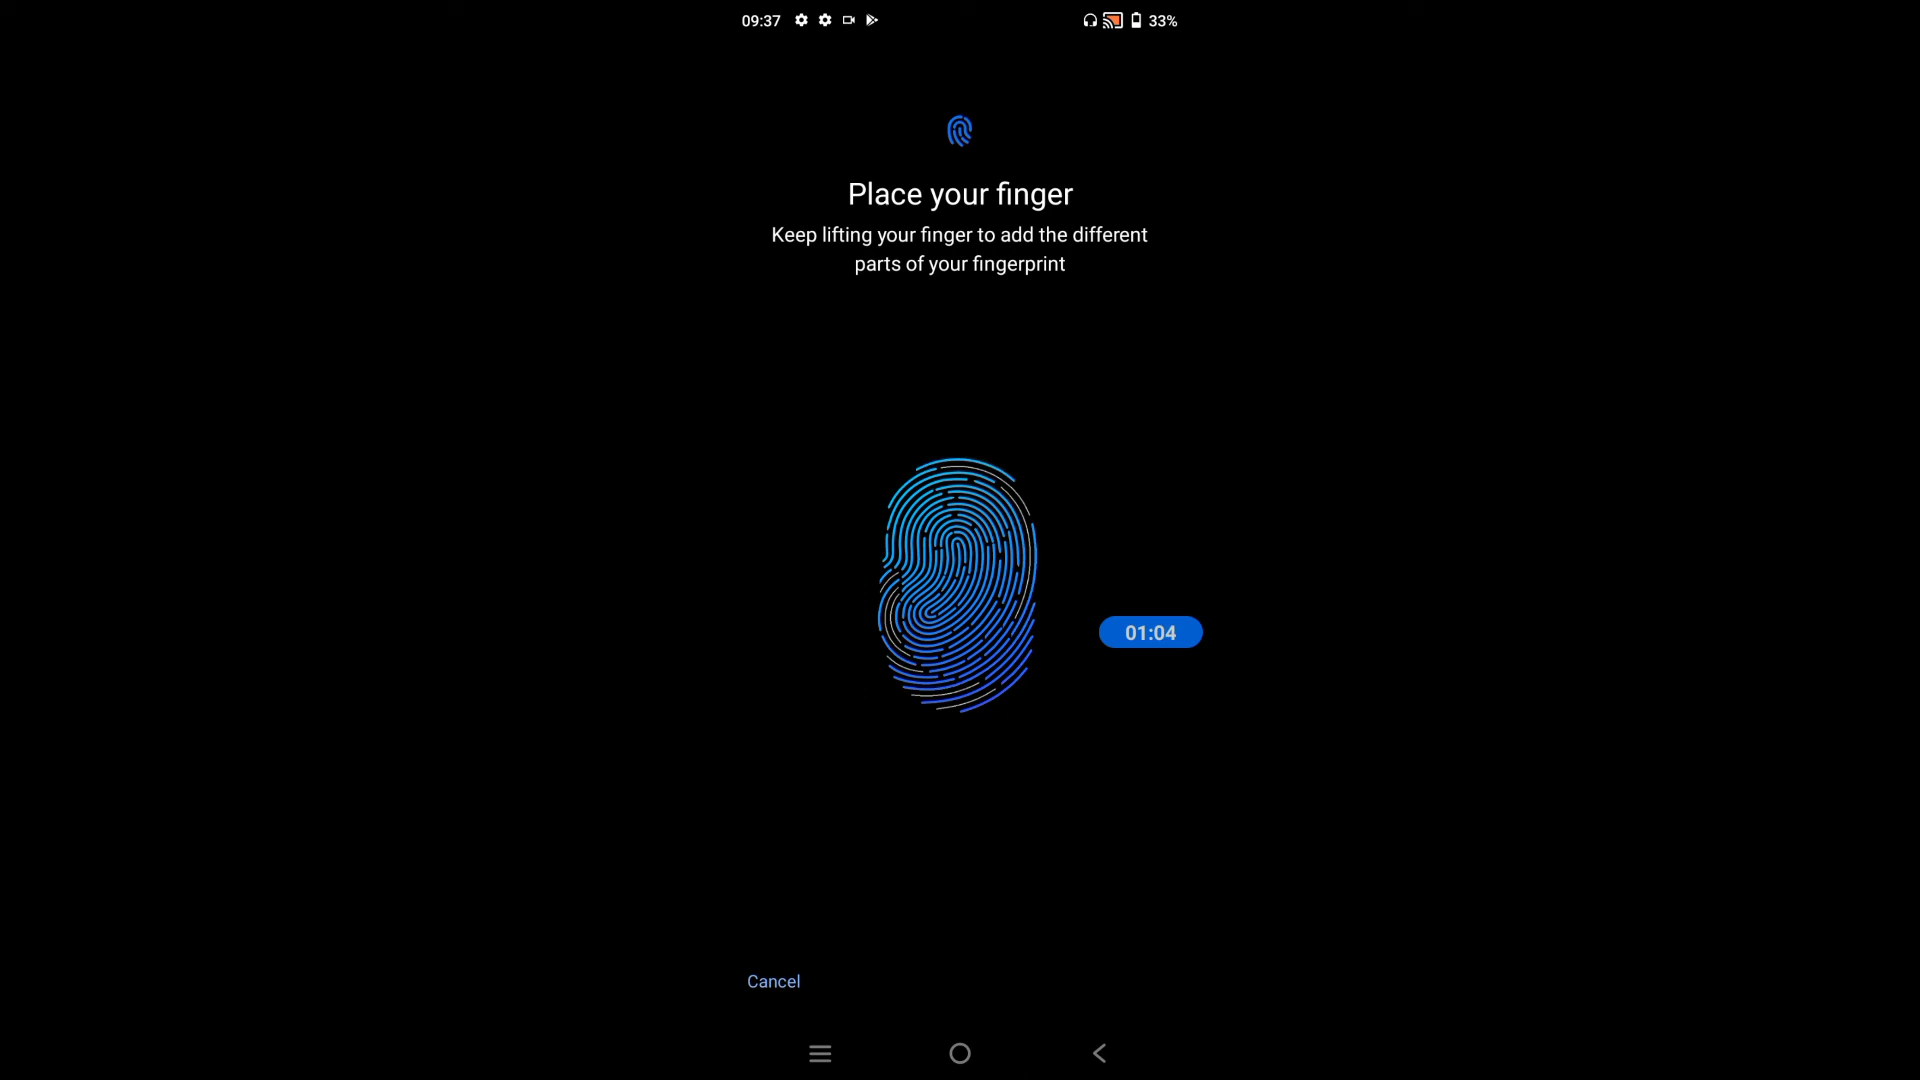 09:37 33%
Place your finger
Keep lifting your finger to add the different
parts of your fingerprint
01:04
Cancel